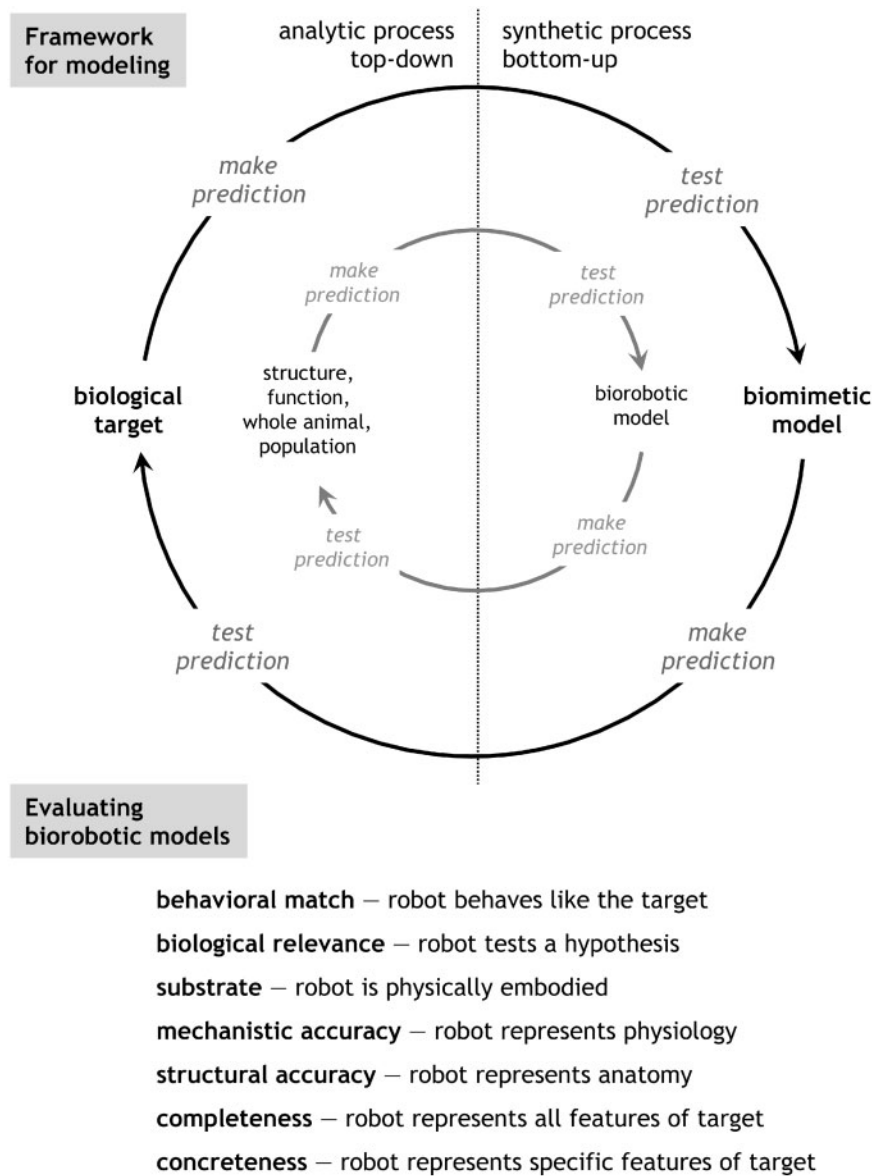 Framework
for modeling
analytic process
top-down
synthetic process
bottom-up
make
prediction
test
prediction
make
prediction
test
prediction
biological
target
structure,
function,
whole animal,
population
biorobotic
model
biomimetic
model
test
prediction
make
prediction
test
prediction
make
prediction
Evaluating
biorobotic models
behavioral match — robot behaves like the target
biological relevance — robot tests a hypothesis
substrate — robot is physically embodied
mechanistic accuracy — robot represents physiology
structural accuracy — robot represents anatomy
completeness — robot represents all features of target
concreteness — robot represents specific features of target